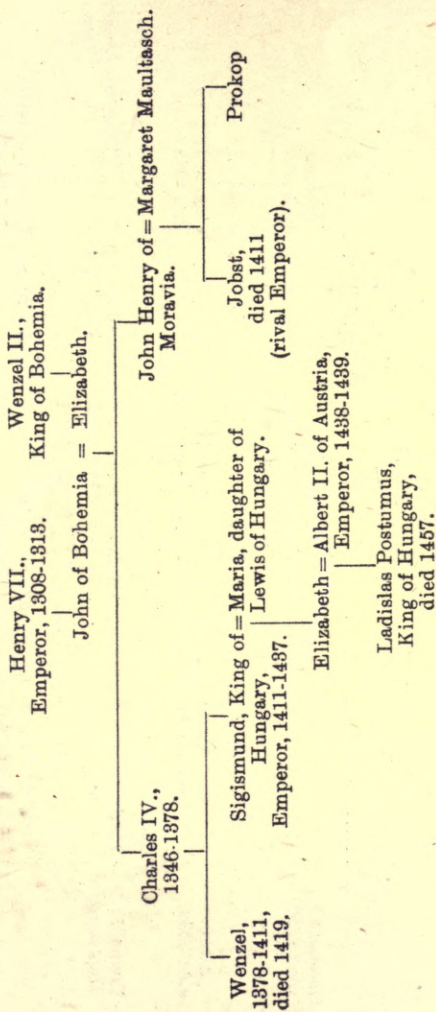 Henry VII.,
Emperor, 1308-1313.
Wenzel II.,
King of Bohemia.
John of Bohemia = Elizabeth.
Charles IV.,
1346-1378.
John Henry of = Margaret Maultasch.
Moravia.
Wenzel,
1378-1411,
died 1419.
Sigismund, King of = Maria, daughter of
Hungary,
Lewis of Hungary.
Emperor, 1411-1437.
Jobst,
died 1411
(rival Emperor).
Prokop
Elizabeth = Albert II. of Austria,
Emperor, 1438-1439.
Ladislas Postumus,
King of Hungary,
died 1457.